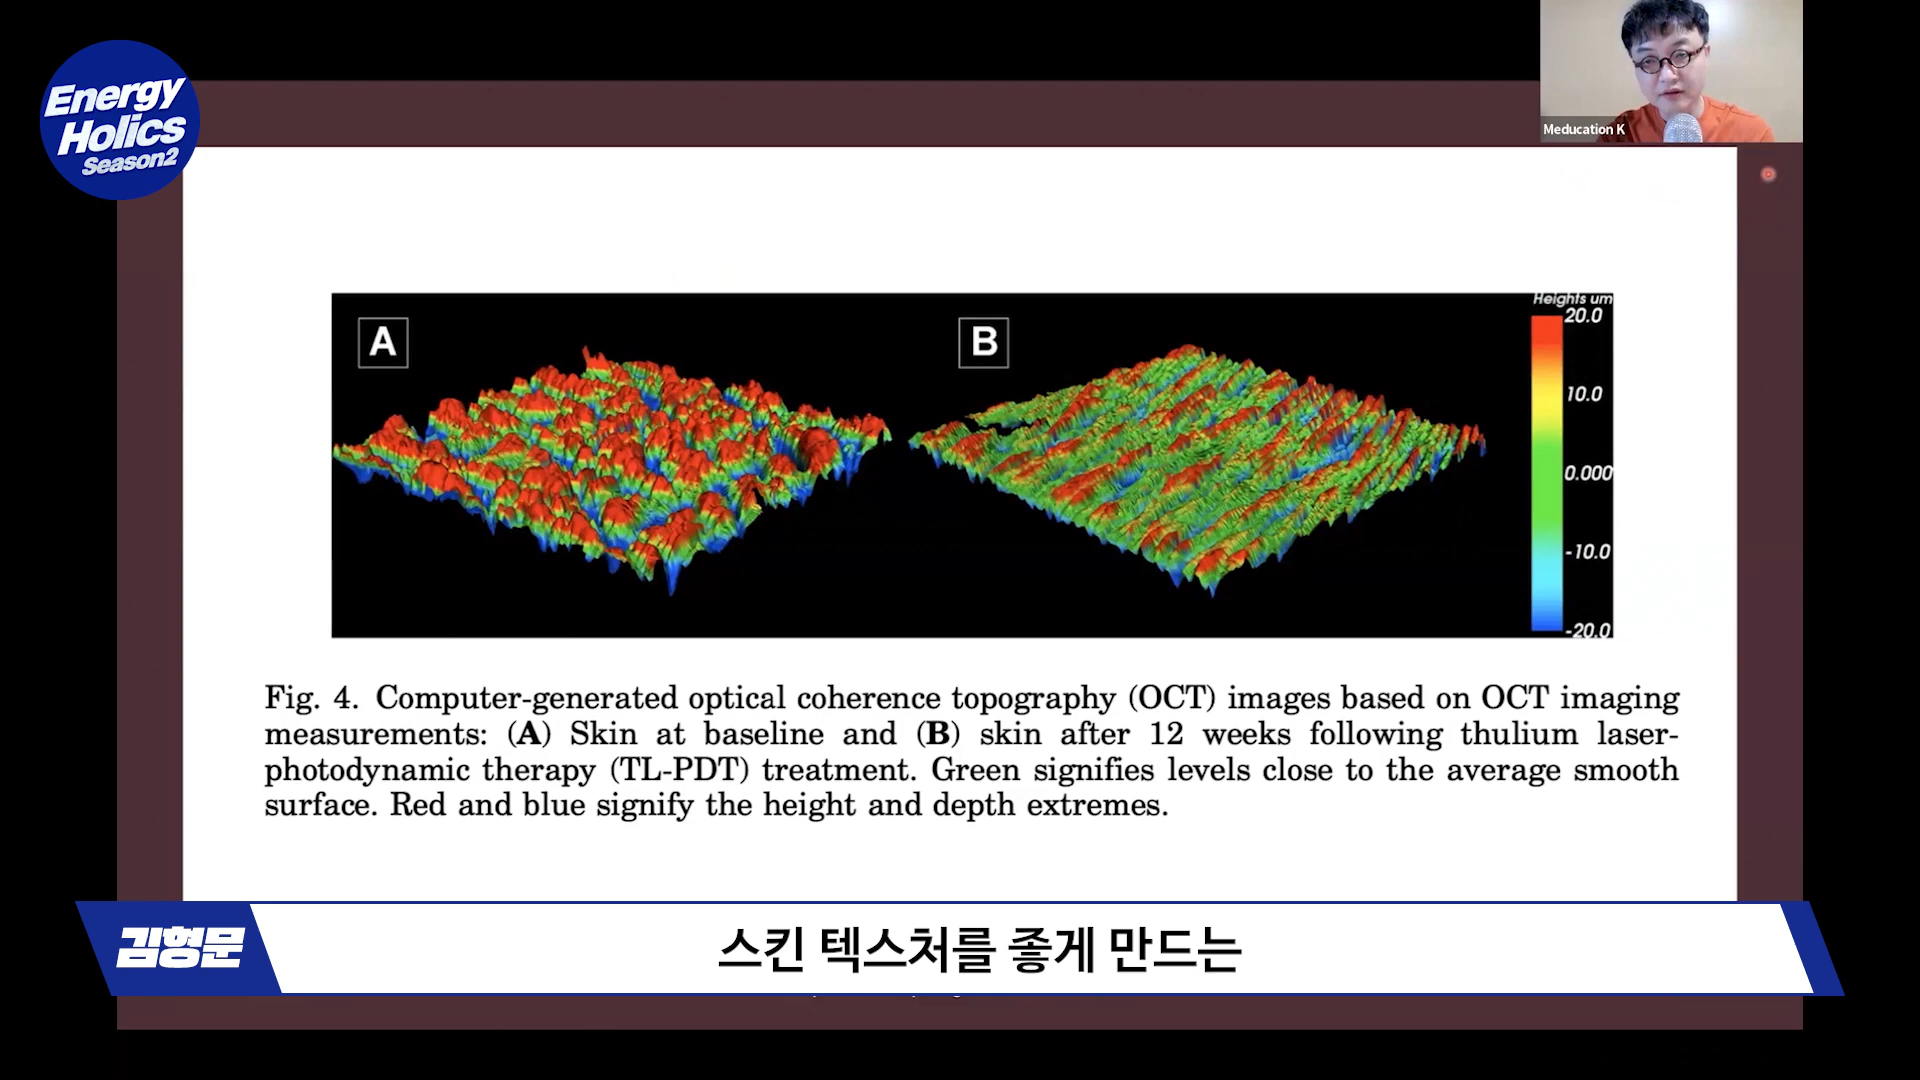 Energy
Holics
Season2
Meducation K
A
B
Heights um
20.0
10.0
0.000
-10.0
-20.0
Fig. 4. Computer-generated optical coherence topography (OCT) images based on OCT imaging
measurements: (A) Skin at baseline and (B) skin after 12 weeks following thulium laser-
photodynamic therapy (TL-PDT) treatment. Green signifies levels close to the average smooth
surface. Red and blue signify the height and depth extremes.
김형문
스킨 텍스처를 좋게 만드는